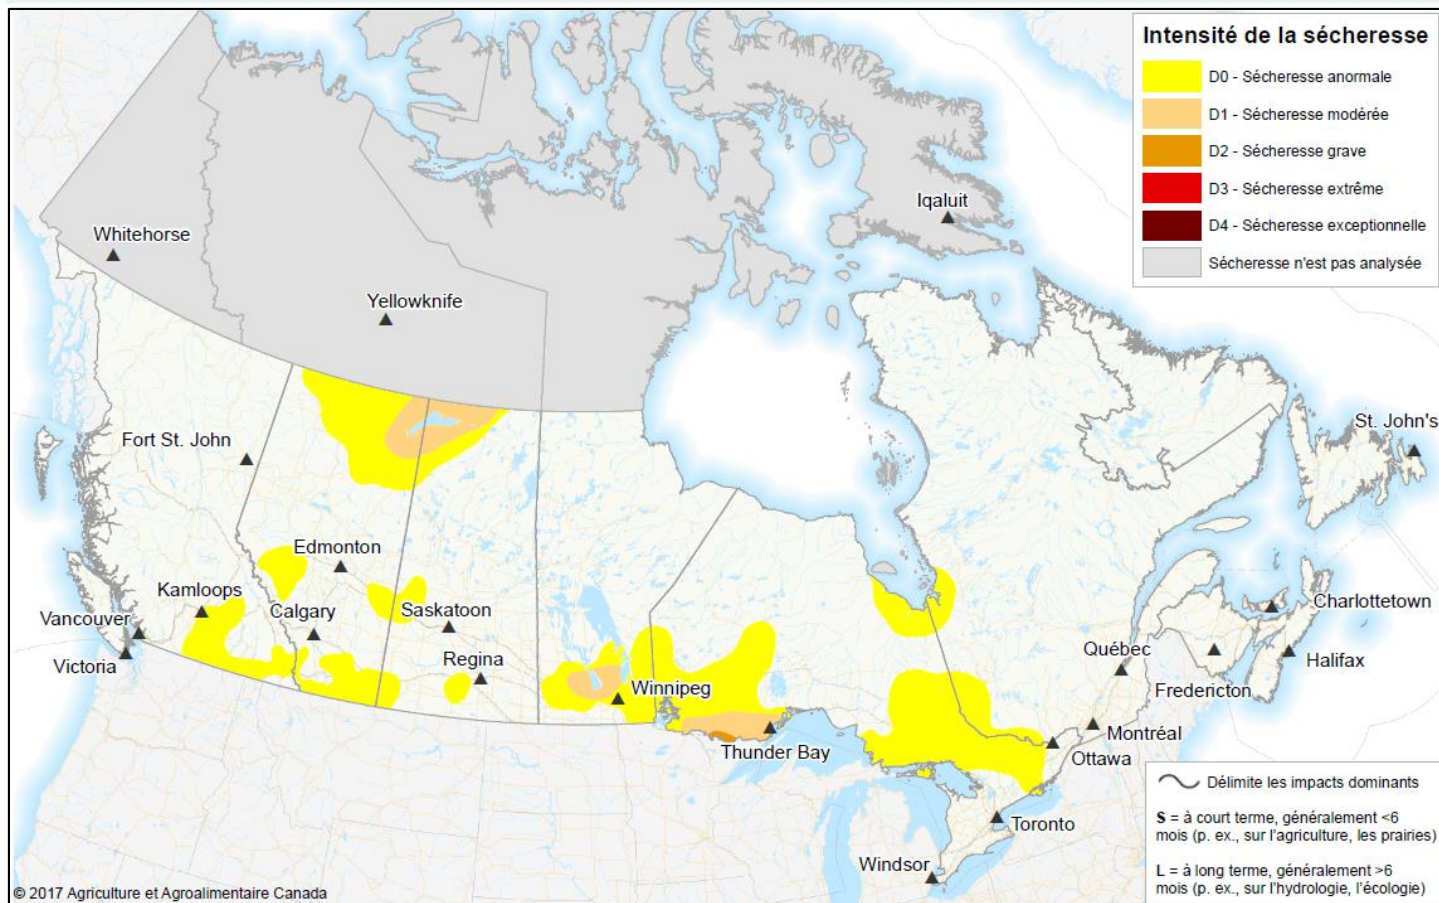 Intensité de la sécheresse
D0 - Sécheresse anormale
D1 - Sécheresse modérée
D2 - Sécheresse grave
D3 - Sécheresse extrême
D4 - Sécheresse exceptionnelle
Sécheresse n'est pas analysée
Iqaluit
Whitehorse
Yellowknife
St. John's
Fort St. John
Edmonton
Kamloops
Calgary
Saskatoon
Vancouver
Charlottetown
Victoria
Regina
Québec
Halifax
Winnipeg
Fredericton
Montréal
Thunder Bay
Ottawa
Toronto
Windsor
Délimite les impacts dominants
S = à court terme, généralement <6
mois (p. ex., sur l'agriculture, les prairies)
L = à long terme, généralement >6
mois (p. ex., sur l'hydrologie, l'écologie)
© 2017 Agriculture et Agroalimentaire Canada